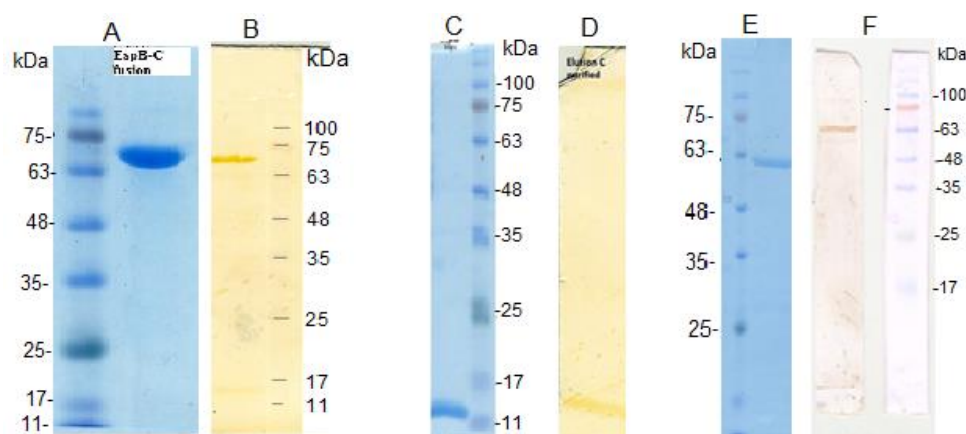 A
B
C
D
E
F
kDa
EspB-C
fusion
75-
63-
48-
35-
25-
17-
11-
kDa
100
75
63
48
35
25
17
11
-kDa
-100
-75
-63
-48
-35
-25
-17
-11
Elution C
purified
kDa
75-
63-
48-
35-
25-
-kDa
-100
-75
-63
-48
-35
-25
-17